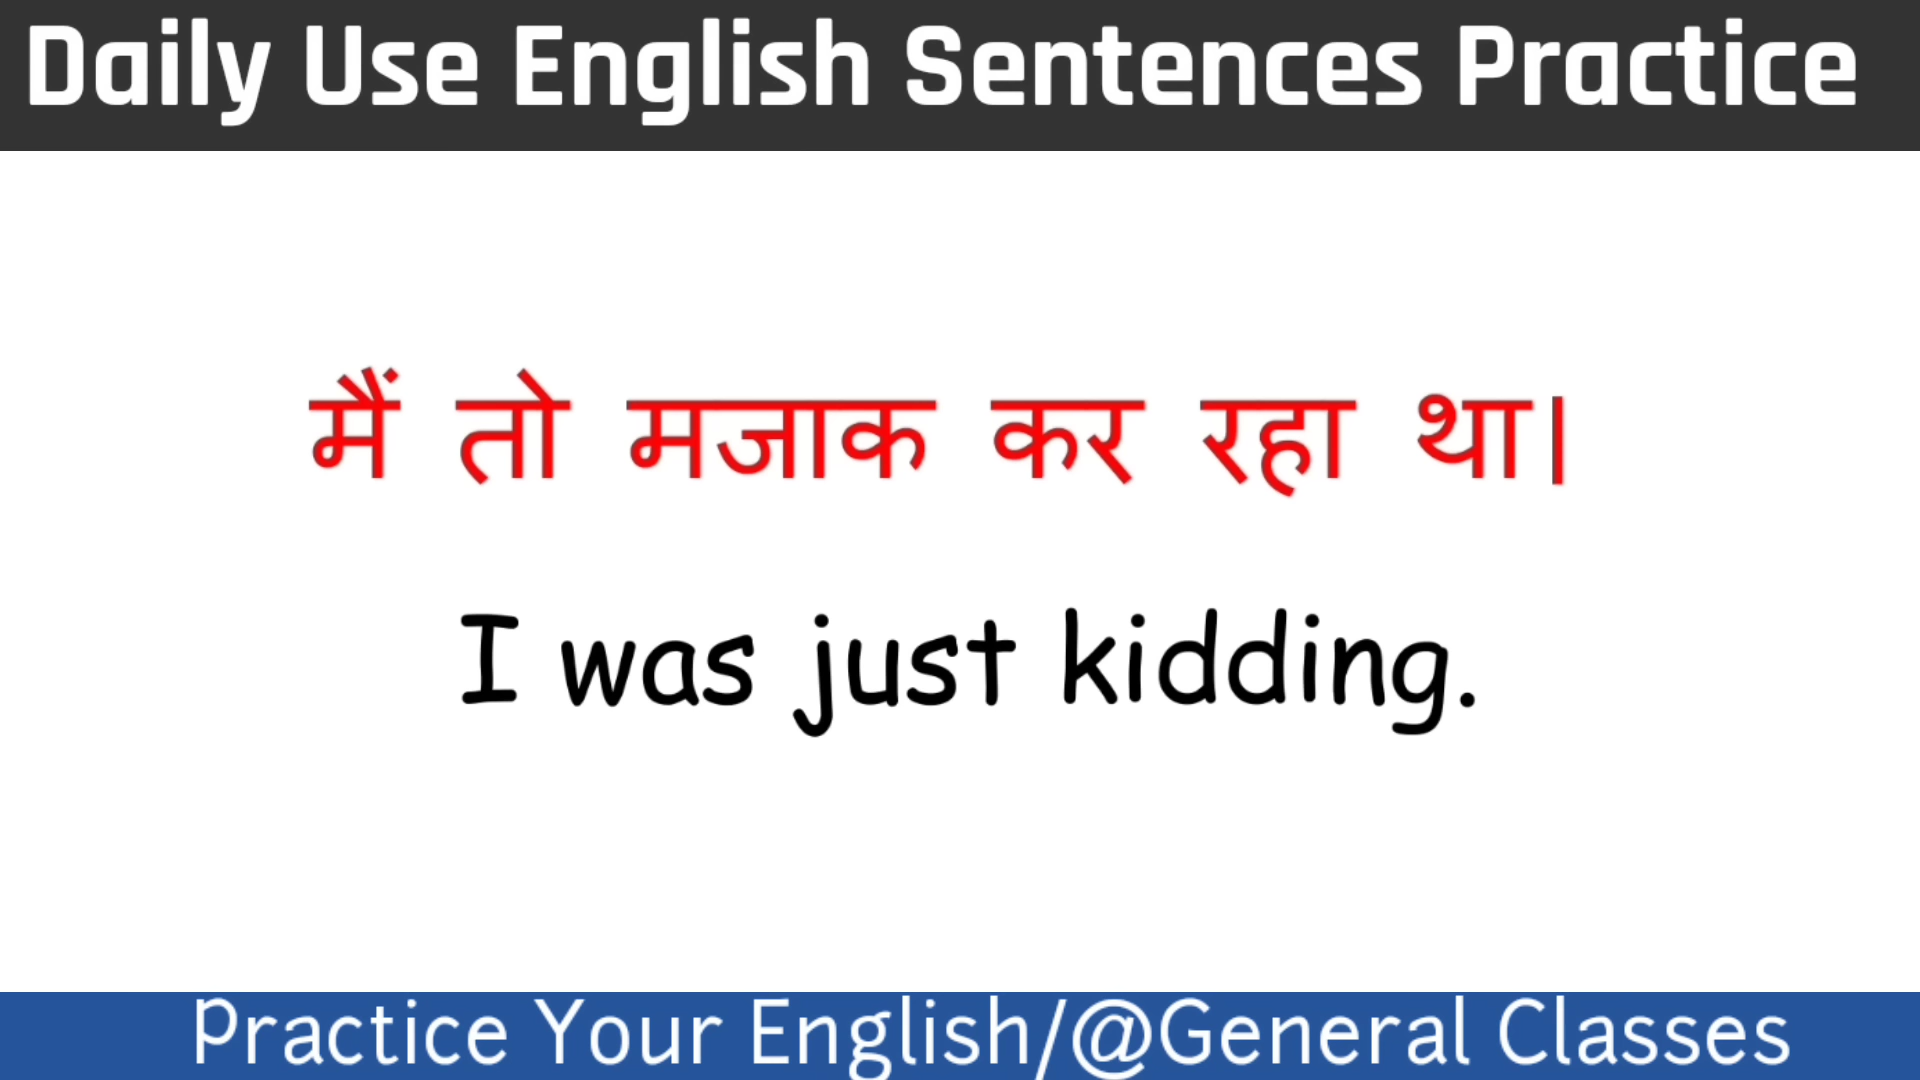 Daily Use English Sentences Practice
मैं तो मजाक कर रहा था।
I was just kidding.
Practice Your English/@General Classes